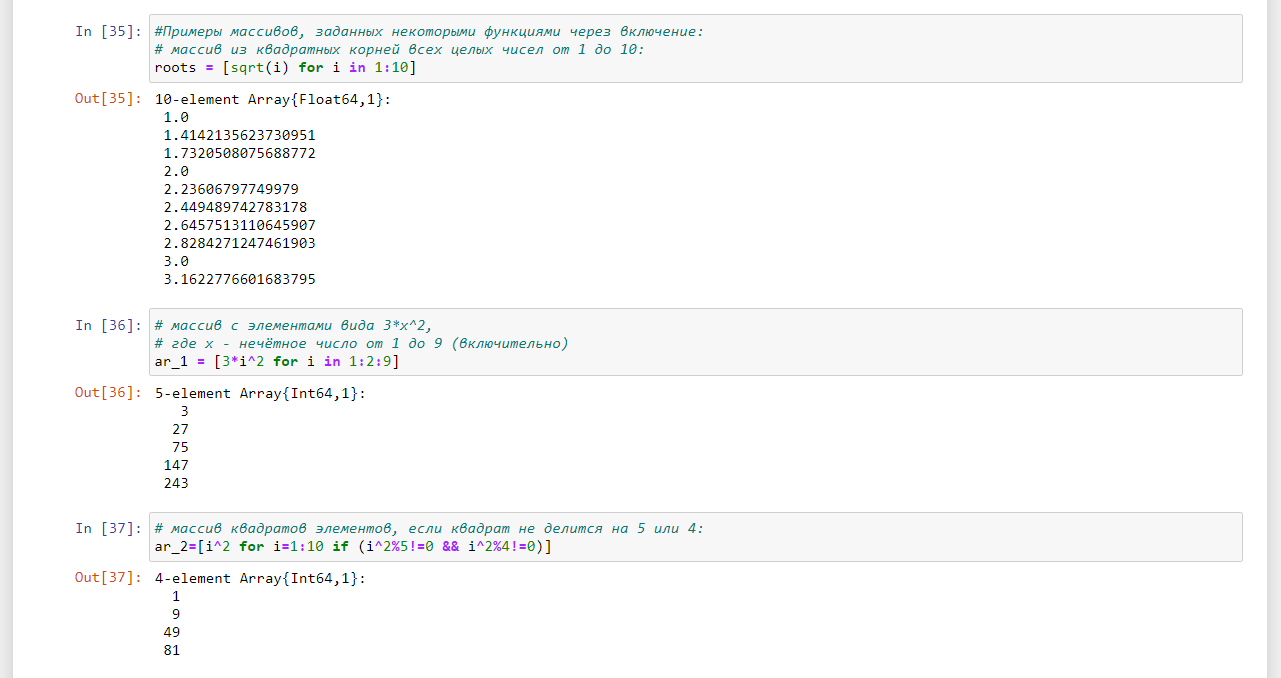 In [35]: #Примеры массивов, заданных некоторыми функциями через включение:
# массив из квадратных корней всех целых чисел от 1 до 10:
roots = [sqrt(i) for i in 1:10]
Out[35]: 10-element Array{Float64,1}:
1.0
1.4142135623730951
1.7320508075688772
2.0
2.23606797749979
2.449489742783178
2.6457513110645907
2.8284271247461903
3.0
3.1622776601683795
In [36]: # массив с элементами вида 3*x^2,
# где x - нечётное число от 1 до 9 (включительно)
ar_1 = [3*i^2 for i in 1:2:9]
Out[36]: 5-element Array{Int64,1}:
3
27
75
147
243
In [37]: # массив квадратов элементов, если квадрат не делится на 5 или 4:
ar_2=[i^2 for i=1:10 if (i^2%5!=0 && i^2%4!=0)]
Out[37]: 4-element Array{Int64,1}:
1
9
49
81